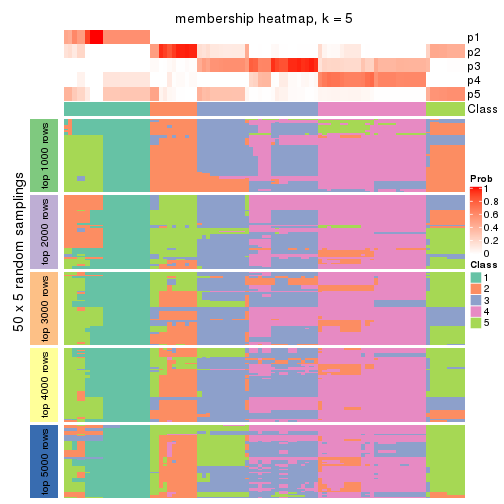 membership heatmap, k = 5
p1
p2
p3
p4
p5
Class
50 x 5 random samplings
top 1000 rows
top 2000 rows
top 3000 rows
top 4000 rows
top 5000 rows
Prob
1
0.8
0.6
0.4
0.2
0
Class
1
2
3
4
5